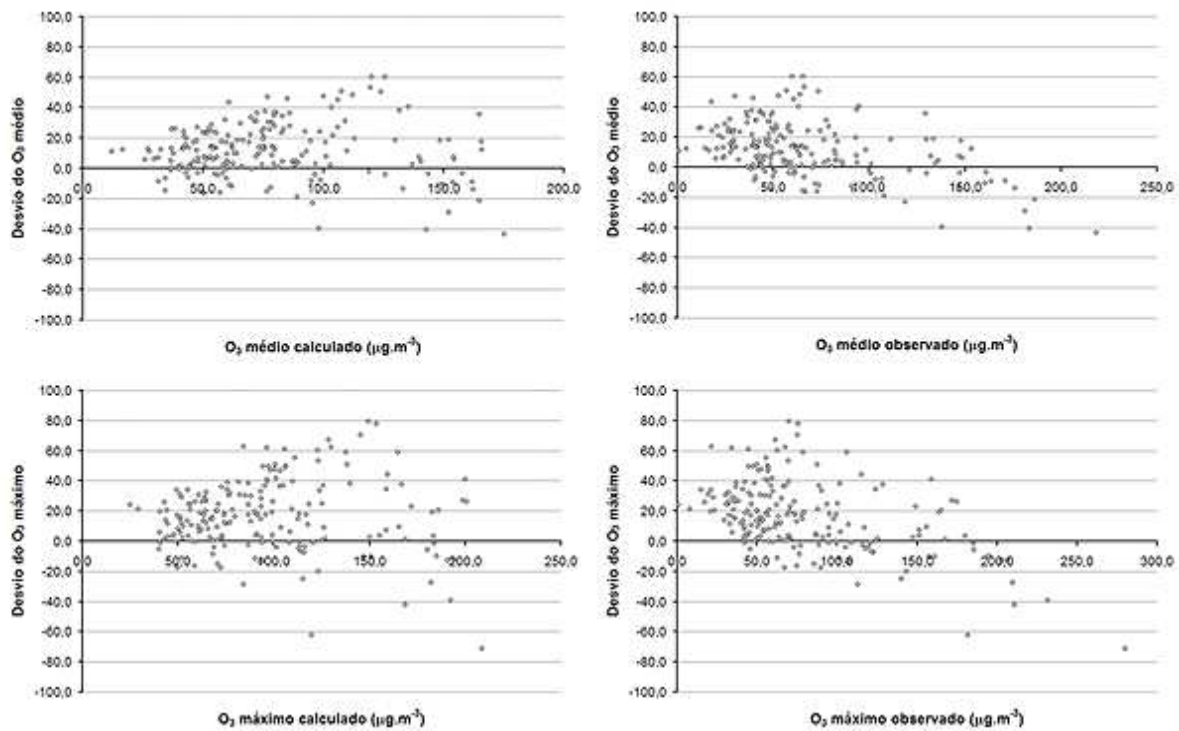 100,0 100,0
80,0 80,0
60,0 60,0
40,0 40,0
20,0 20,0
0,0 0,0
0,0 50,0 100,0 150,0 200,0 0,0 50,0 100,0 150,0 200,0 250,0
-20,0 -20,0
-40,0 -40,0
-60,0 -60,0
-80,0 -80,0
-100,0 -100,0
Desvio do O₃ médio
Desvio do O₃ médio
O₃ médio calculado (µg.m⁻³)
O₃ médio observado (µg.m⁻³)
100,0 100,0
80,0 80,0
60,0 60,0
40,0 40,0
20,0 20,0
0,0 0,0
0,0 50,0 100,0 150,0 200,0 250,0 0,0 50,0 100,0 150,0 200,0 250,0 300,0
-20,0 -20,0
-40,0 -40,0
-60,0 -60,0
-80,0 -80,0
-100,0 -100,0
Desvio do O₃ máximo
Desvio do O₃ máximo
O₃ máximo calculado (µg.m⁻³)
O₃ máximo observado (µg.m⁻³)